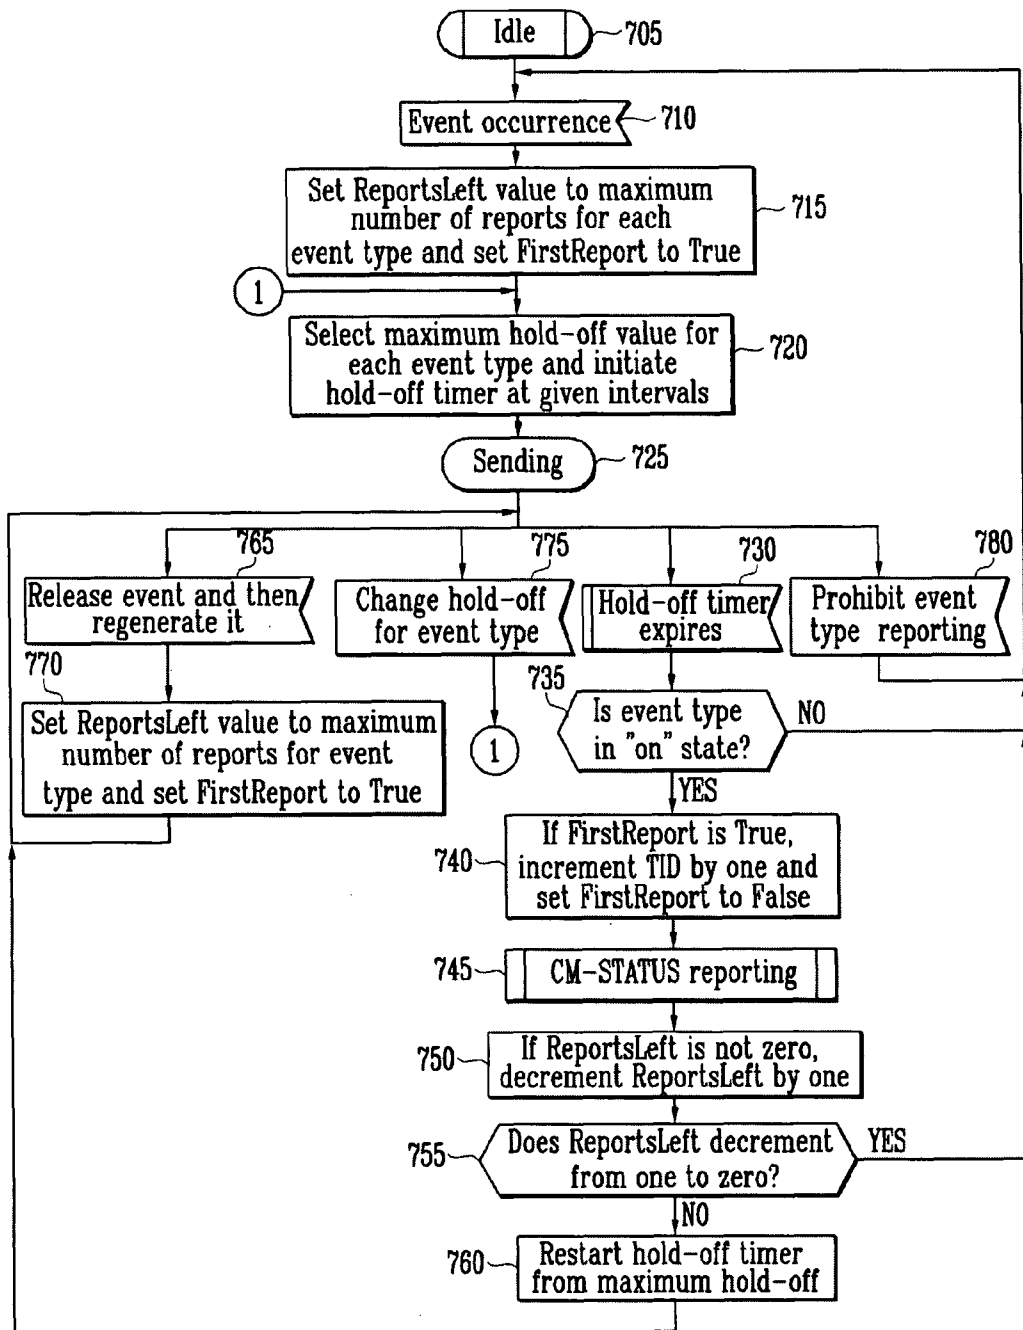 Idle
705
Event occurrence
710
Set ReportsLeft value to maximum
number of reports for each
event type and set FirstReport to True
715
1
Select maximum hold-off value for
each event type and initiate
hold-off timer at given intervals
720
Sending
725
765
Release event and then
regenerate it
775
Change hold-off
for event type
730
Hold-off timer
expires
780
Prohibit event
type reporting
770
Set ReportsLeft value to maximum
number of reports for event
type and set FirstReport to True
1
735
Is event type
in "on" state?
NO
YES
740
If FirstReport is True,
increment TID by one and
set FirstReport to False
745
CM-STATUS reporting
750
If ReportsLeft is not zero,
decrement ReportsLeft by one
755
Does ReportsLeft decrement
from one to zero?
YES
NO
760
Restart hold-off timer
from maximum hold-off